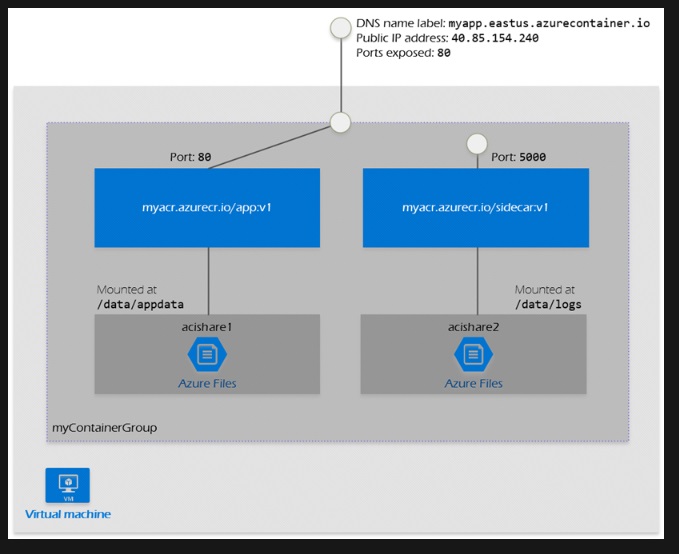 DNS name label: myapp.eastus.azurecontainer.io
Public IP address: 40.85.154.240
Ports exposed: 80
Port: 80
Port: 5000
myacr.azurecr.io/app:v1
myacr.azurecr.io/sidecar:v1
Mounted at
/data/appdata
Mounted at
/data/logs
acishare1
Azure Files
acishare2
Azure Files
myContainerGroup
VM
Virtual machine